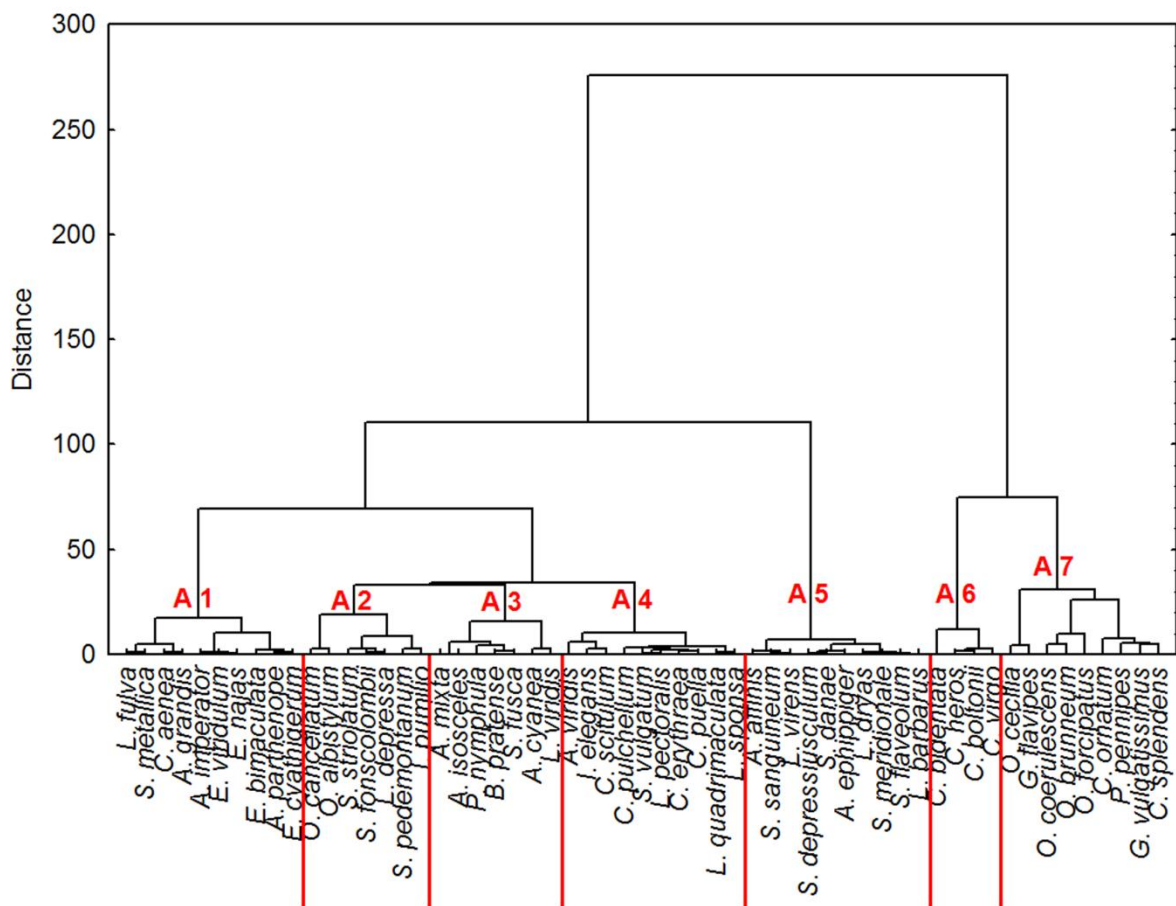 300
250
200
150
100
50
0
Distance
A 1
A 2
A 3
A 4
A 5
A 6
A 7
L. fulva
S. metallica
C. aenea
A. grandis
A. imperator
E. viridulum
E. najas
E. bimaculata
A. parthenope
E. cyathigerum
O. cancellatum
O. albistylum
S. striolatum
S. fonscolombii
L. depressa
S. pedemontanum
I. pumilio
A. mixta
A. isosceles
P. nymphula
B. pratense
S. fusca
A. cyanea
L. viridis
A. viridis
I. elegans
C. scitulum
C. pulchellum
S. vulgatum
L. pectoralis
C. erythraea
C. puella
L. quadrimaculata
L. sponsa
A. affinis
S. sanguineum
L. virens
S. depressiusculum
S. danae
A. ephippiger
L. dryas
S. meridionale
S. flaveolum
L. barbarus
C. bidentata
C. heros
C. boltonii
C. virgo
O. cecilia
G. flavipes
O. coerulescens
O. brunneum
O. forcipatus
C. ornatum
P. pennipes
G. vulgatissimus
C. splendens